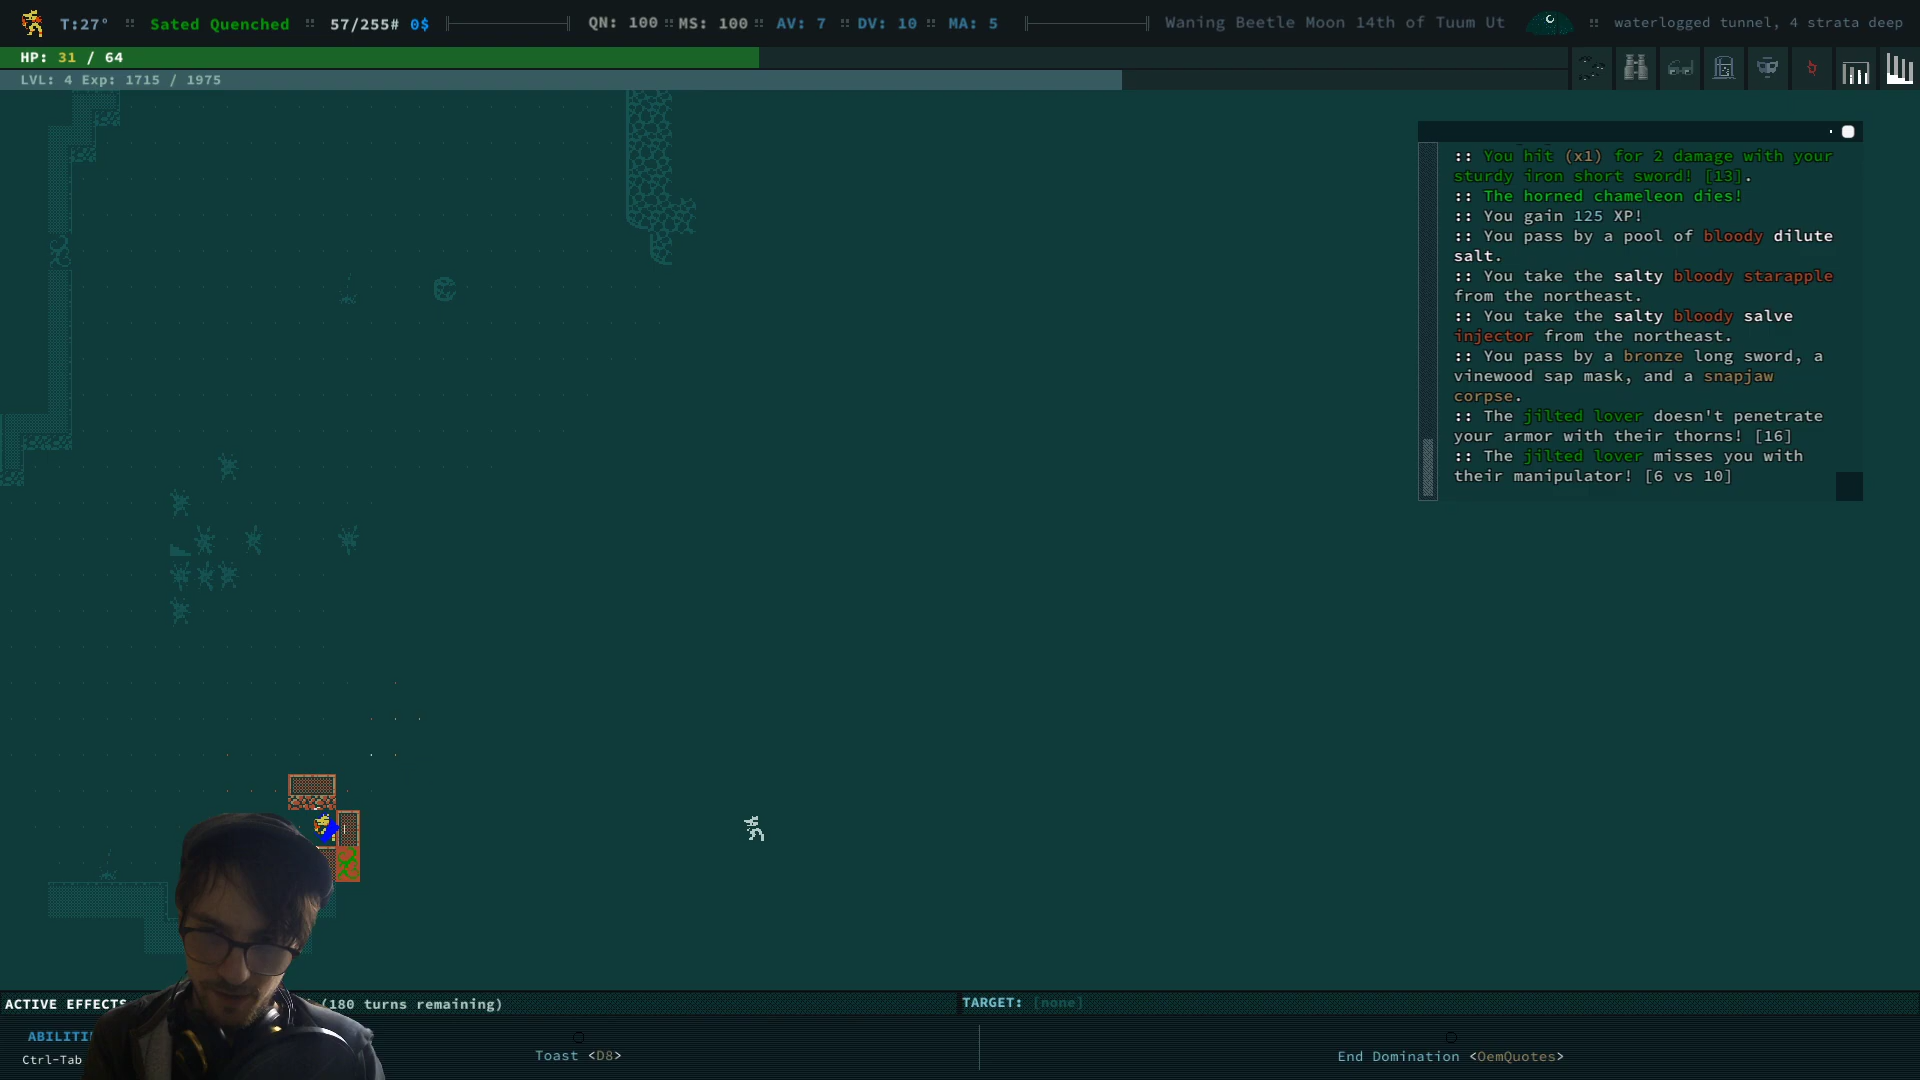 T:27° :: Sated Quenched :: 57/255# 0$ QN: 100 :: MS: 100 :: AV: 7 :: DV: 10 :: MA: 5 Waning Beetle Moon 14th of Tuum Ut :: waterlogged tunnel, 4 strata deep
HP: 31 / 64
LVL: 4 Exp: 1715 / 1975
:: You hit (x1) for 2 damage with your
sturdy iron short sword! [13].
:: The horned chameleon dies!
:: You gain 125 XP!
:: You pass by a pool of bloody dilute
salt.
:: You take the salty bloody starapple
from the northeast.
:: You take the salty bloody salve
injector from the northeast.
:: You pass by a bronze long sword, a
vinewood sap mask, and a snapjaw
corpse.
:: The jilted lover doesn't penetrate
your armor with their thorns! [16]
:: The jilted lover misses you with
their manipulator! [6 vs 10]
ACTIVE EFFECTS (180 turns remaining)
TARGET: [none]
ABILITI
Ctrl-Tab
Toast <D8>
End Domination <OemQuotes>